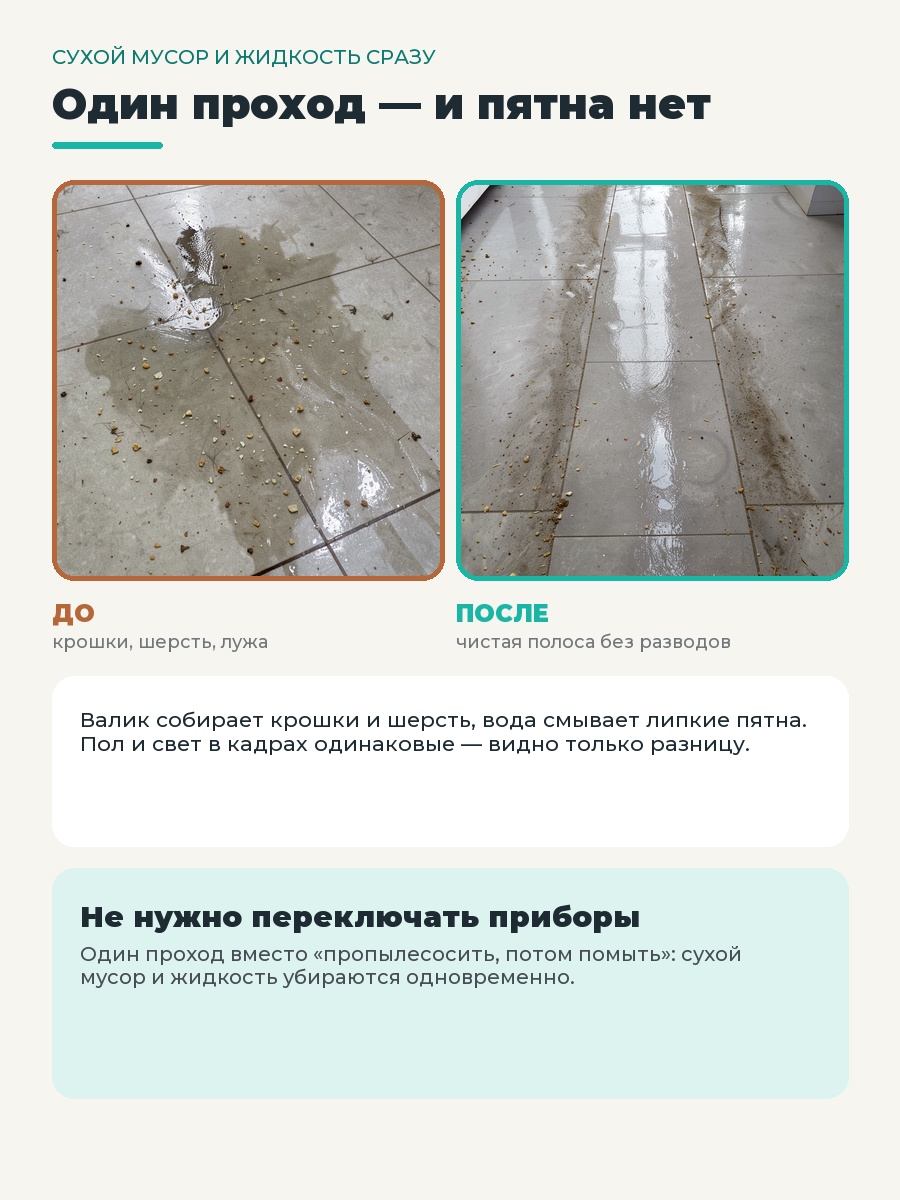 СУХОЙ МУСОР И ЖИДКОСТЬ СРАЗУ
Один проход — и пятна нет
ДО
крошки, шерсть, лужа
ПОСЛЕ
чистая полоса без разводов
Валик собирает крошки и шерсть, вода смывает липкие пятна.
Пол и свет в кадрах одинаковые — видно только разницу.
Не нужно переключать приборы
Один проход вместо «пропылесосить, потом помыть»: сухой
мусор и жидкость убираются одновременно.